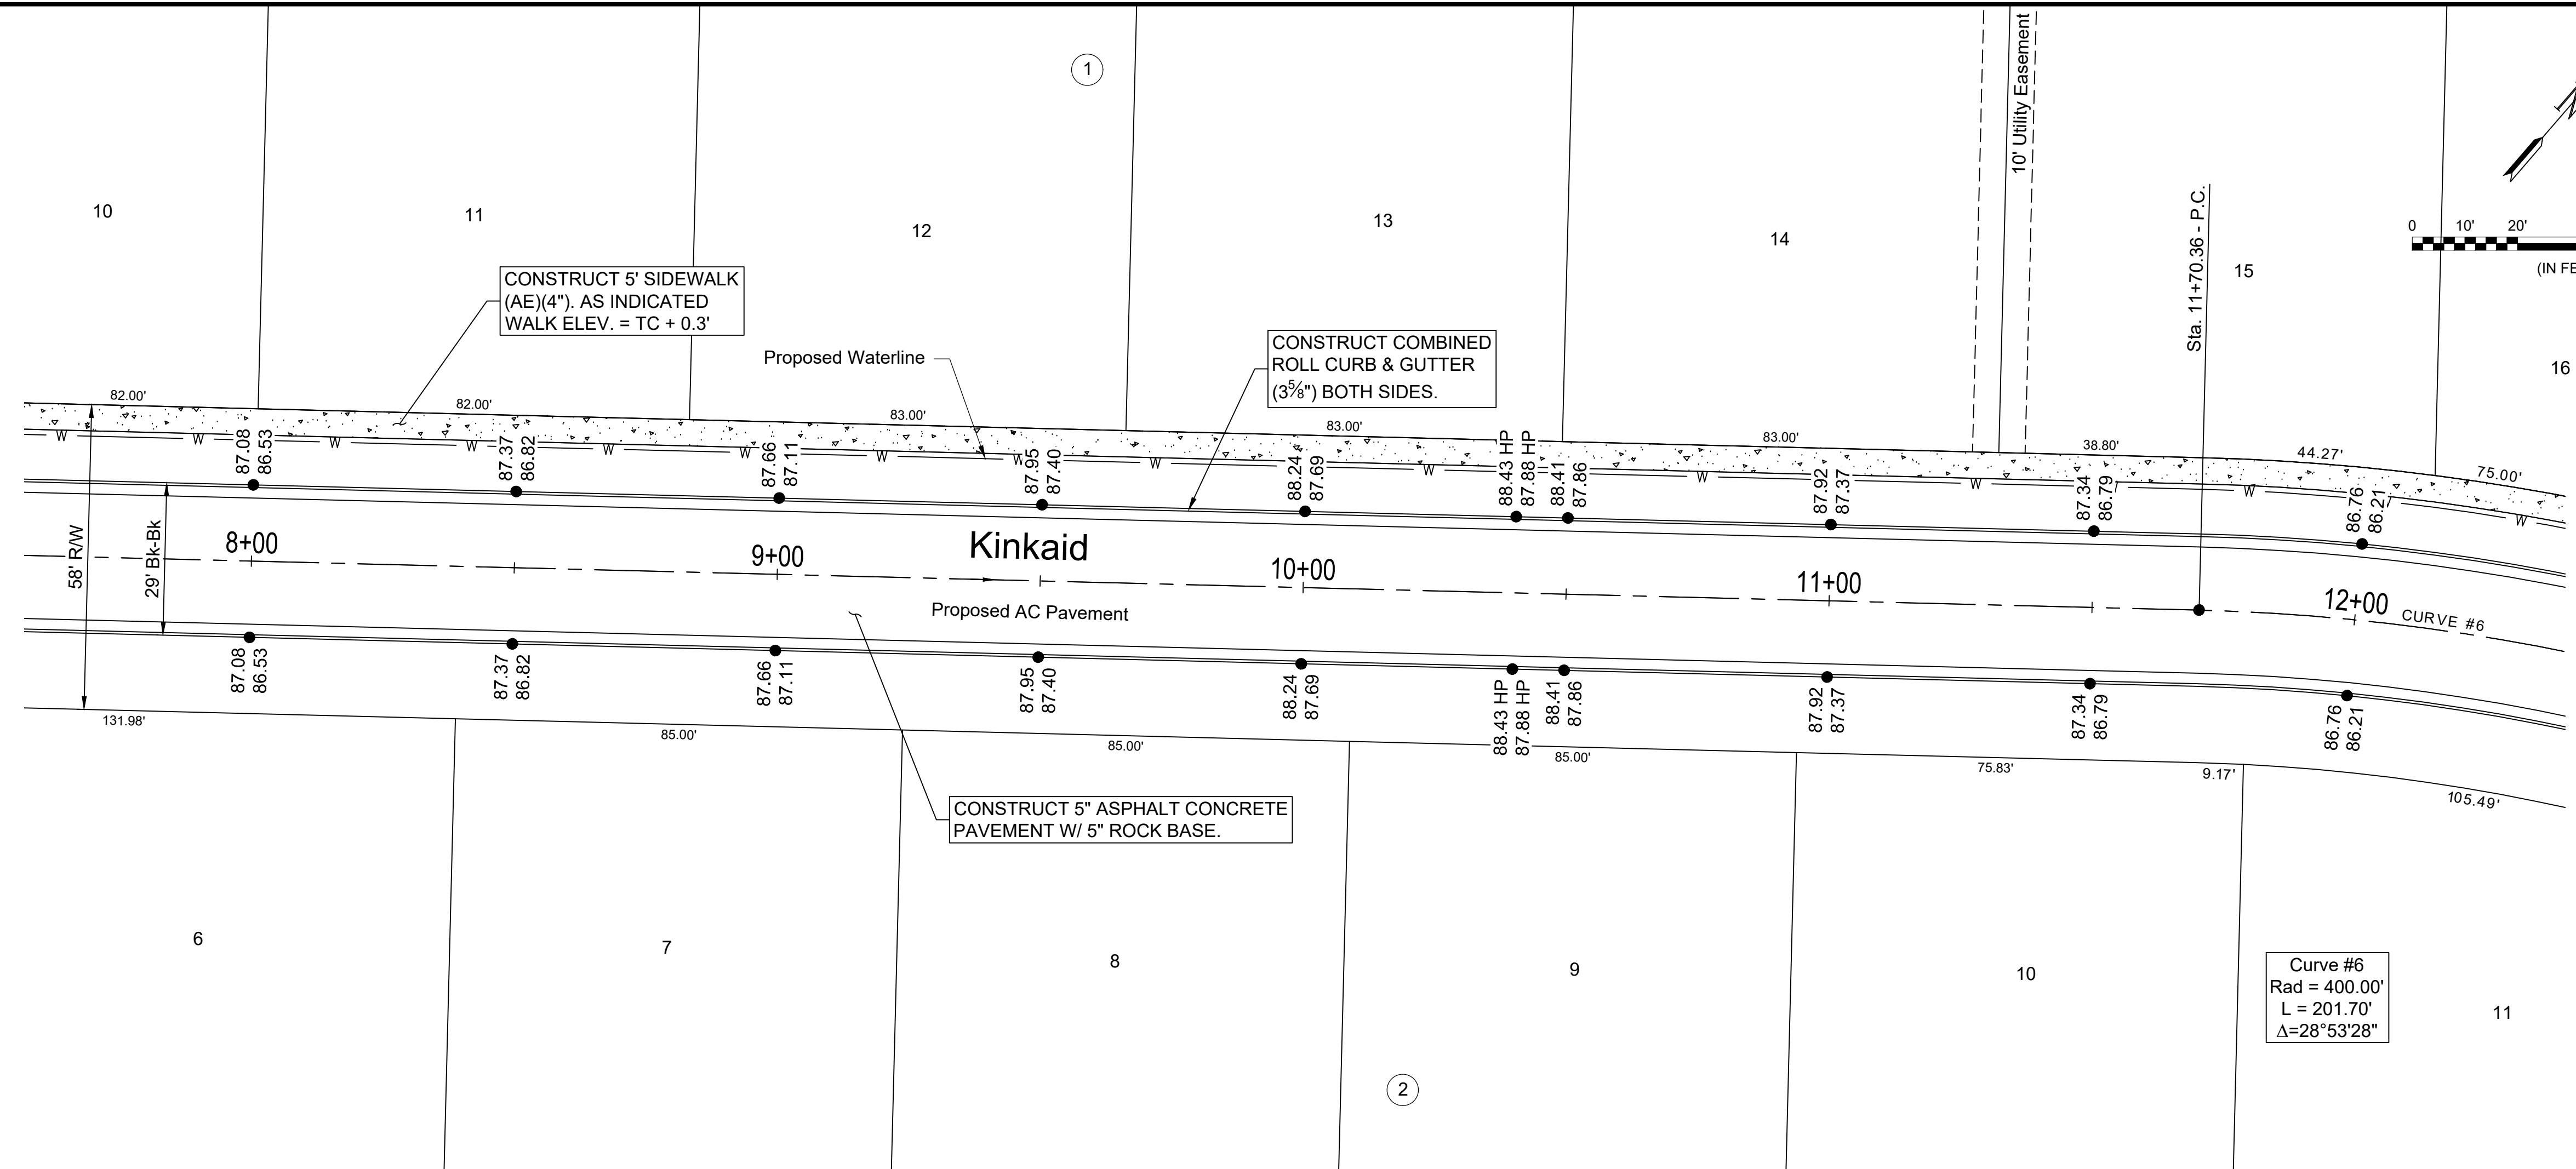 1
10' Utility Easement
10
11
12
13
14
15
16
Sta. 11+70.36 - P.C.
0 10' 20'
CONSTRUCT 5' SIDEWALK
(AE)(4"). AS INDICATED
WALK ELEV. = TC + 0.3'
Proposed Waterline
CONSTRUCT COMBINED
ROLL CURB & GUTTER
(3⅝") BOTH SIDES.
82.00'
82.00'
83.00'
83.00'
83.00'
38.80'
44.27'
75.00'
W W W W W W W W W W W W W W W W
87.08
86.53
87.37
86.82
87.66
87.11
87.95
87.40
88.24
87.69
88.43 HP
87.88 HP
88.41
87.86
87.92
87.37
87.34
86.79
86.76
86.21
58' R/W
29' Bk-Bk
8+00
9+00
Kinkaid
10+00
11+00
12+00
CURVE #6
Proposed AC Pavement
87.08
86.53
87.37
86.82
87.66
87.11
87.95
87.40
88.24
87.69
88.43 HP
87.88 HP
88.41
87.86
87.92
87.37
87.34
86.79
86.76
86.21
131.98'
85.00'
85.00'
85.00'
75.83'
9.17'
105.49'
CONSTRUCT 5" ASPHALT CONCRETE
PAVEMENT W/ 5" ROCK BASE.
6
7
8
9
10
11
Curve #6
Rad = 400.00'
L = 201.70'
Δ=28°53'28"
2